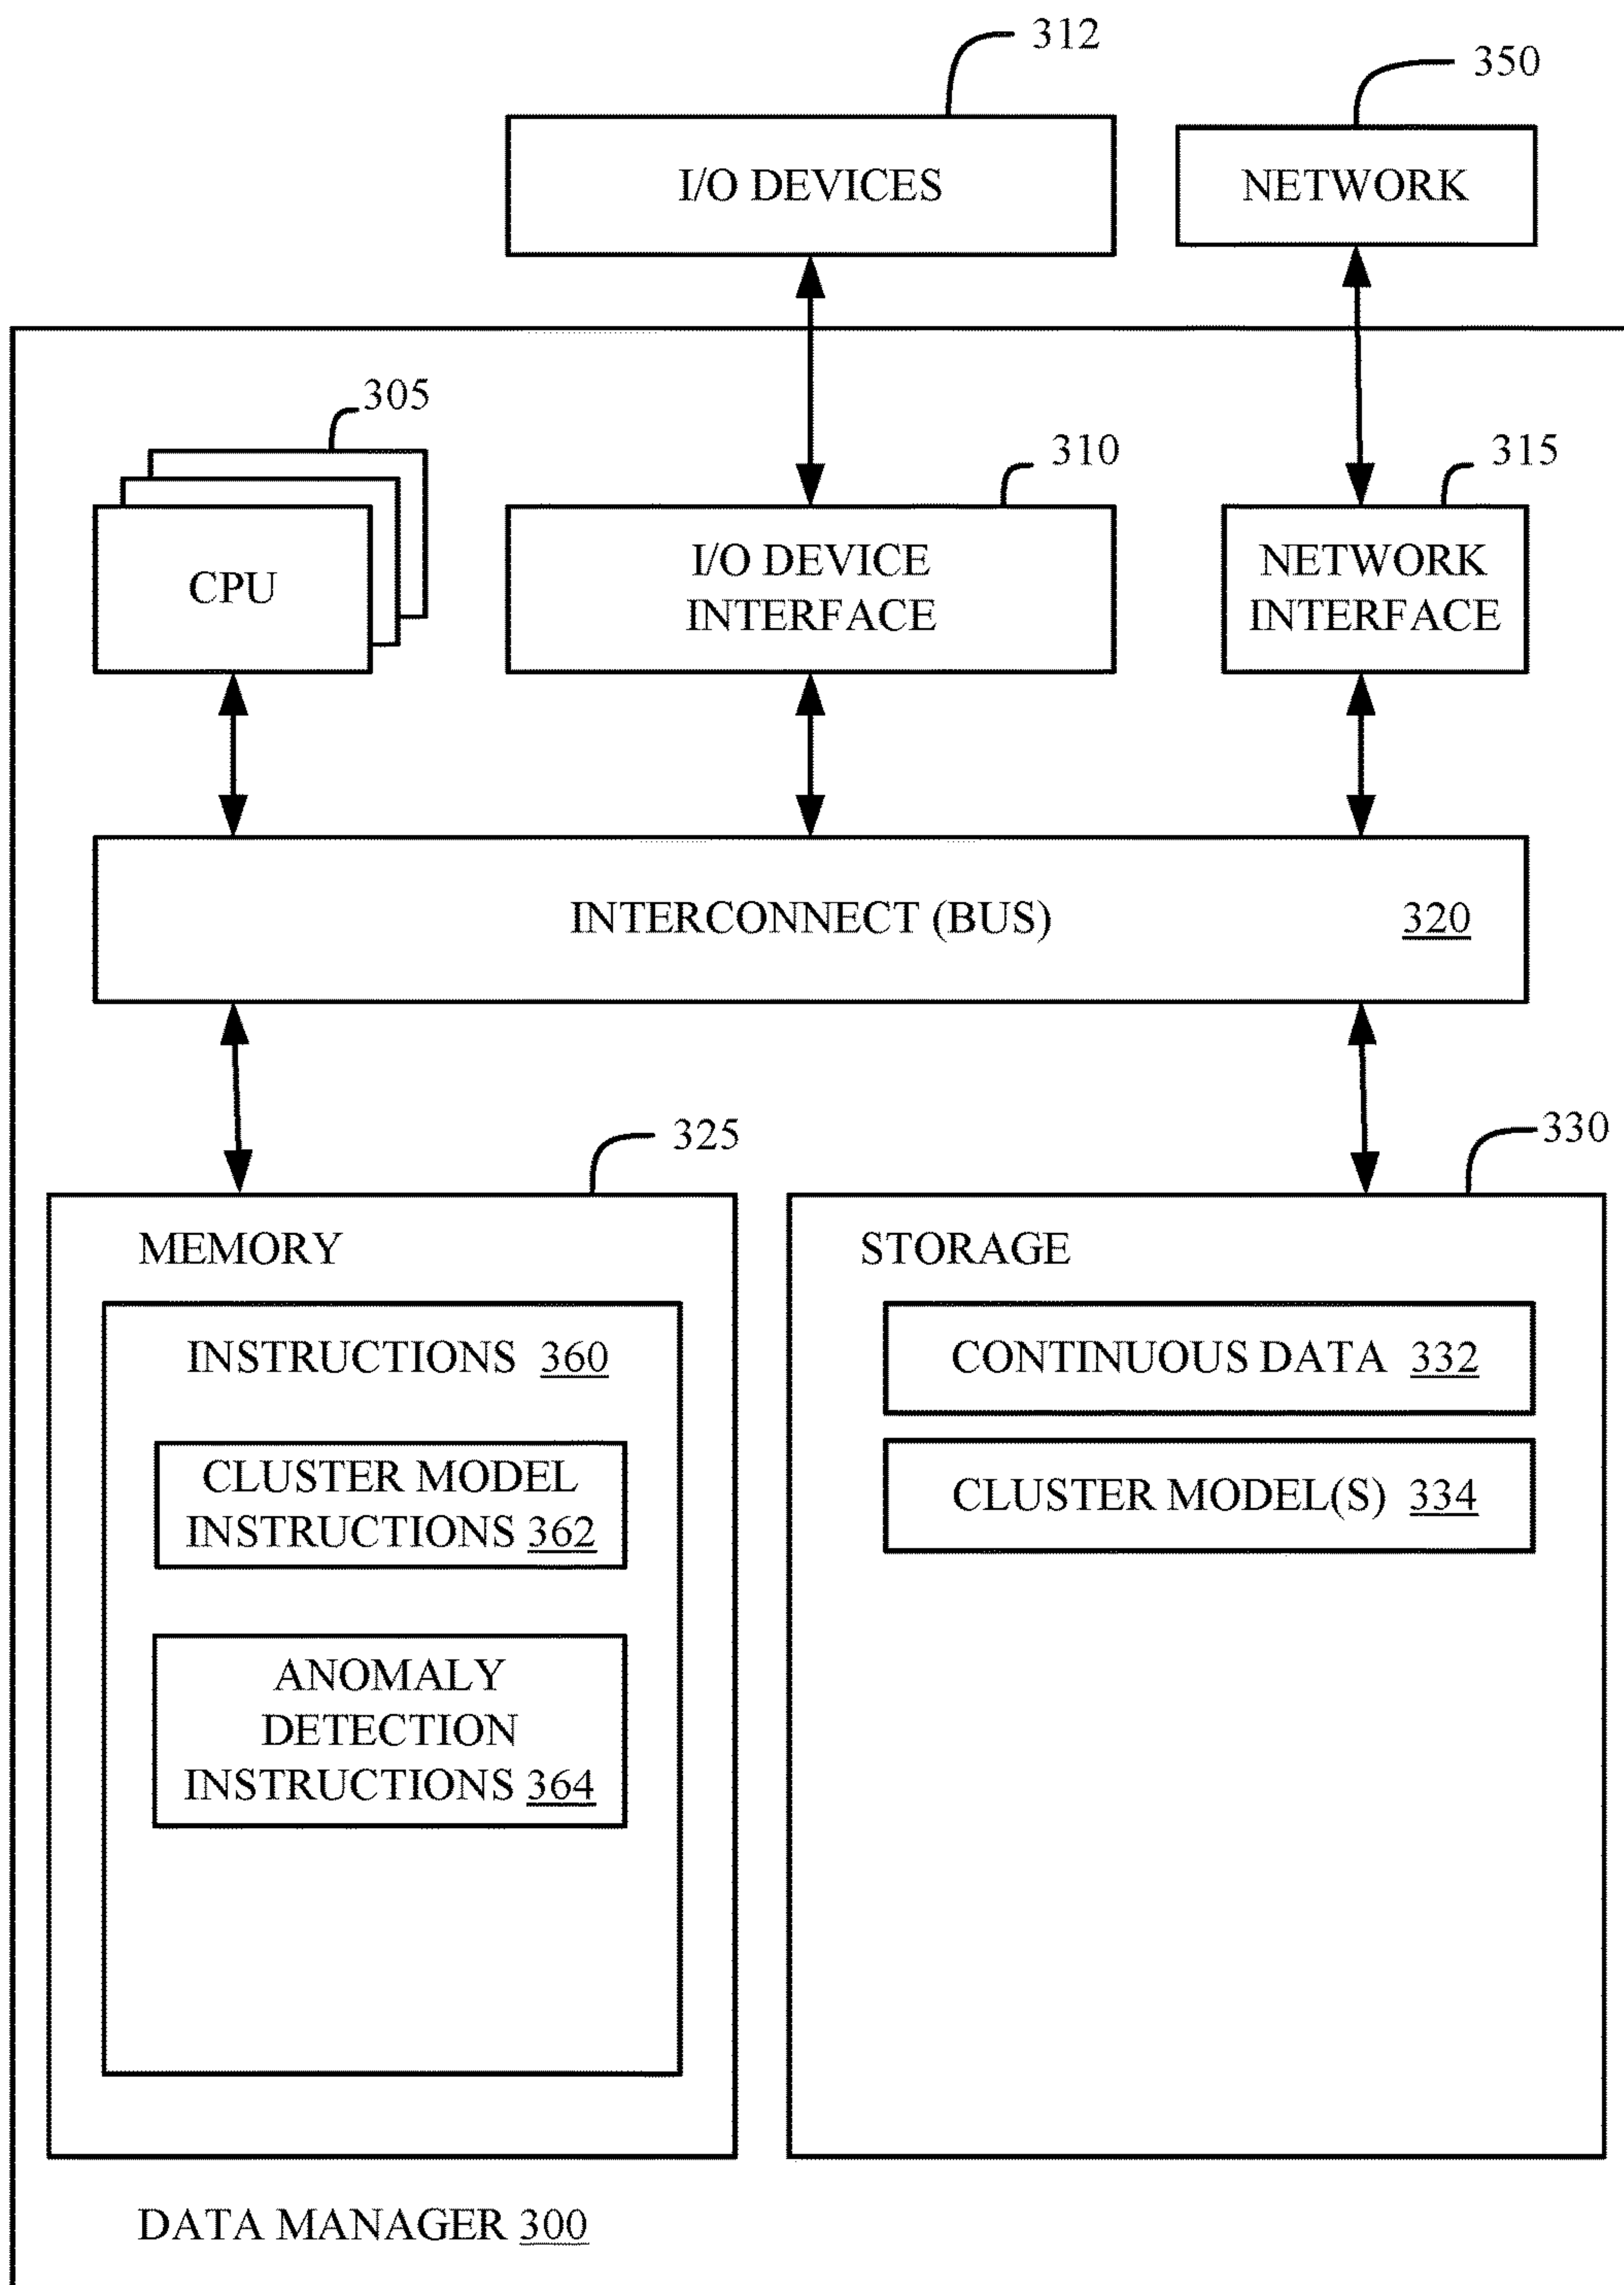 312
350
I/O DEVICES
NETWORK
305
310
315
CPU
I/O DEVICE
INTERFACE
NETWORK
INTERFACE
INTERCONNECT (BUS) 320
325
330
MEMORY
INSTRUCTIONS 360
CLUSTER MODEL
INSTRUCTIONS 362
ANOMALY
DETECTION
INSTRUCTIONS 364
STORAGE
CONTINUOUS DATA 332
CLUSTER MODEL(S) 334
DATA MANAGER 300